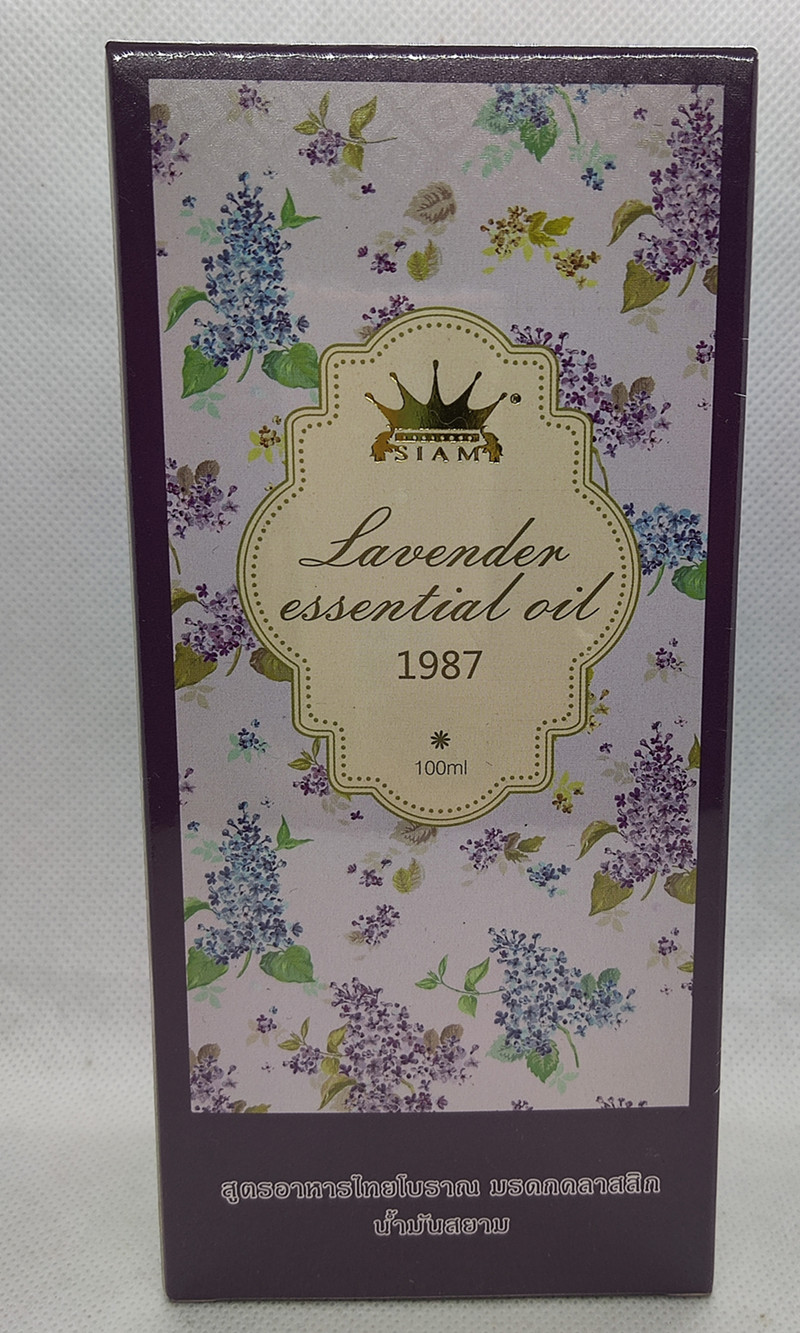 SIAM
Lavender
essential oil
1987
100ml
สูตรอาหารไทยโบราณ มรดกคลาสสิก
น้ำมันสยาม